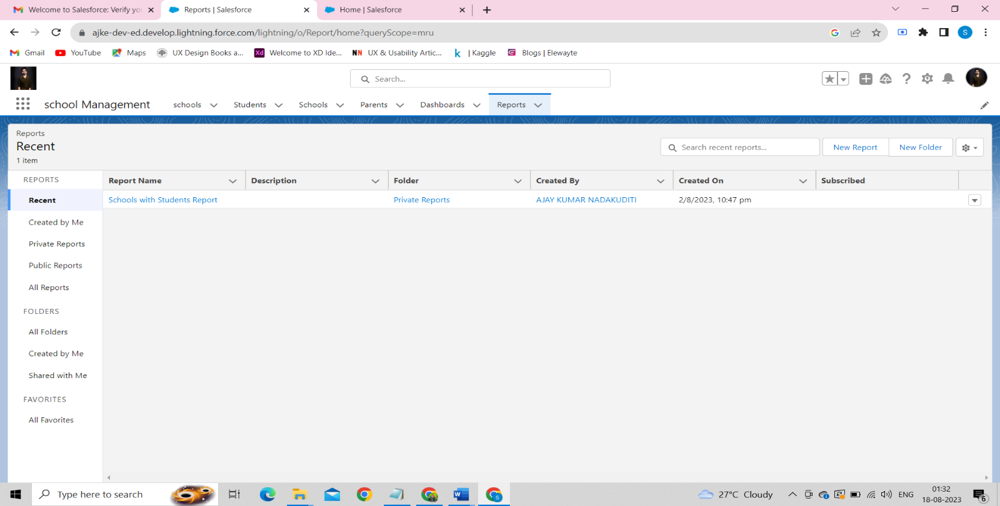 Welcome to Salesforce: Verify yo
Reports | Salesforce
Home | Salesforce
ajke-dev-ed.develop.lightning.force.com/lightning/o/Report/home?queryScope=mru
S
Gmail
YouTube
Maps
UX Design Books a...
Xd Welcome to XD Ide...
NN UX & Usability Artic...
k | Kaggle
Blogs | Elewayte
Search...
school Management
schools
Students
Schools
Parents
Dashboards
Reports
Reports
Recent
1 item
Search recent reports...
New Report
New Folder
REPORTS
Recent
Created by Me
Private Reports
Public Reports
All Reports
FOLDERS
All Folders
Created by Me
Shared with Me
FAVORITES
All Favorites
Report Name
Description
Folder
Created By
Created On
Subscribed
Schools with Students Report
Private Reports
AJAY KUMAR NADAKUDITI
2/8/2023, 10:47 pm
Type here to search
27°C Cloudy
ENG
01:32
18-08-2023
6